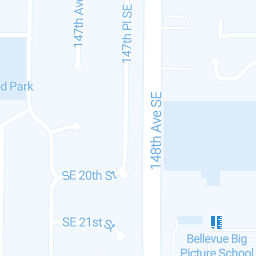 147th Ave
147th Pl SE
d Park
148th Ave SE
SE 20th St
SE 21st St
Bellevue Big
Picture School